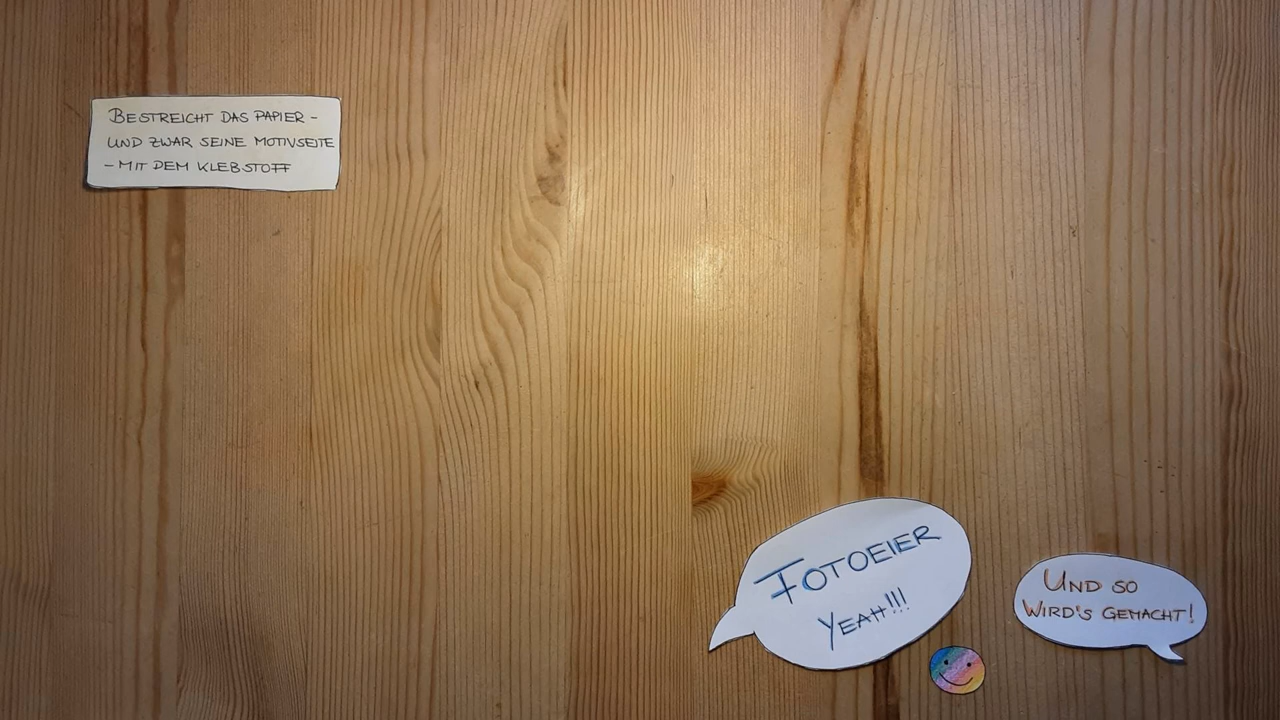 BESTREICHT DAS PAPIER -
UND ZWAR SEINE MOTIVSEITE
- MIT DEM KLEBSTOFF
FOTOEIER
YEAH!!!
UND SO
WIRD'S GEMACHT!